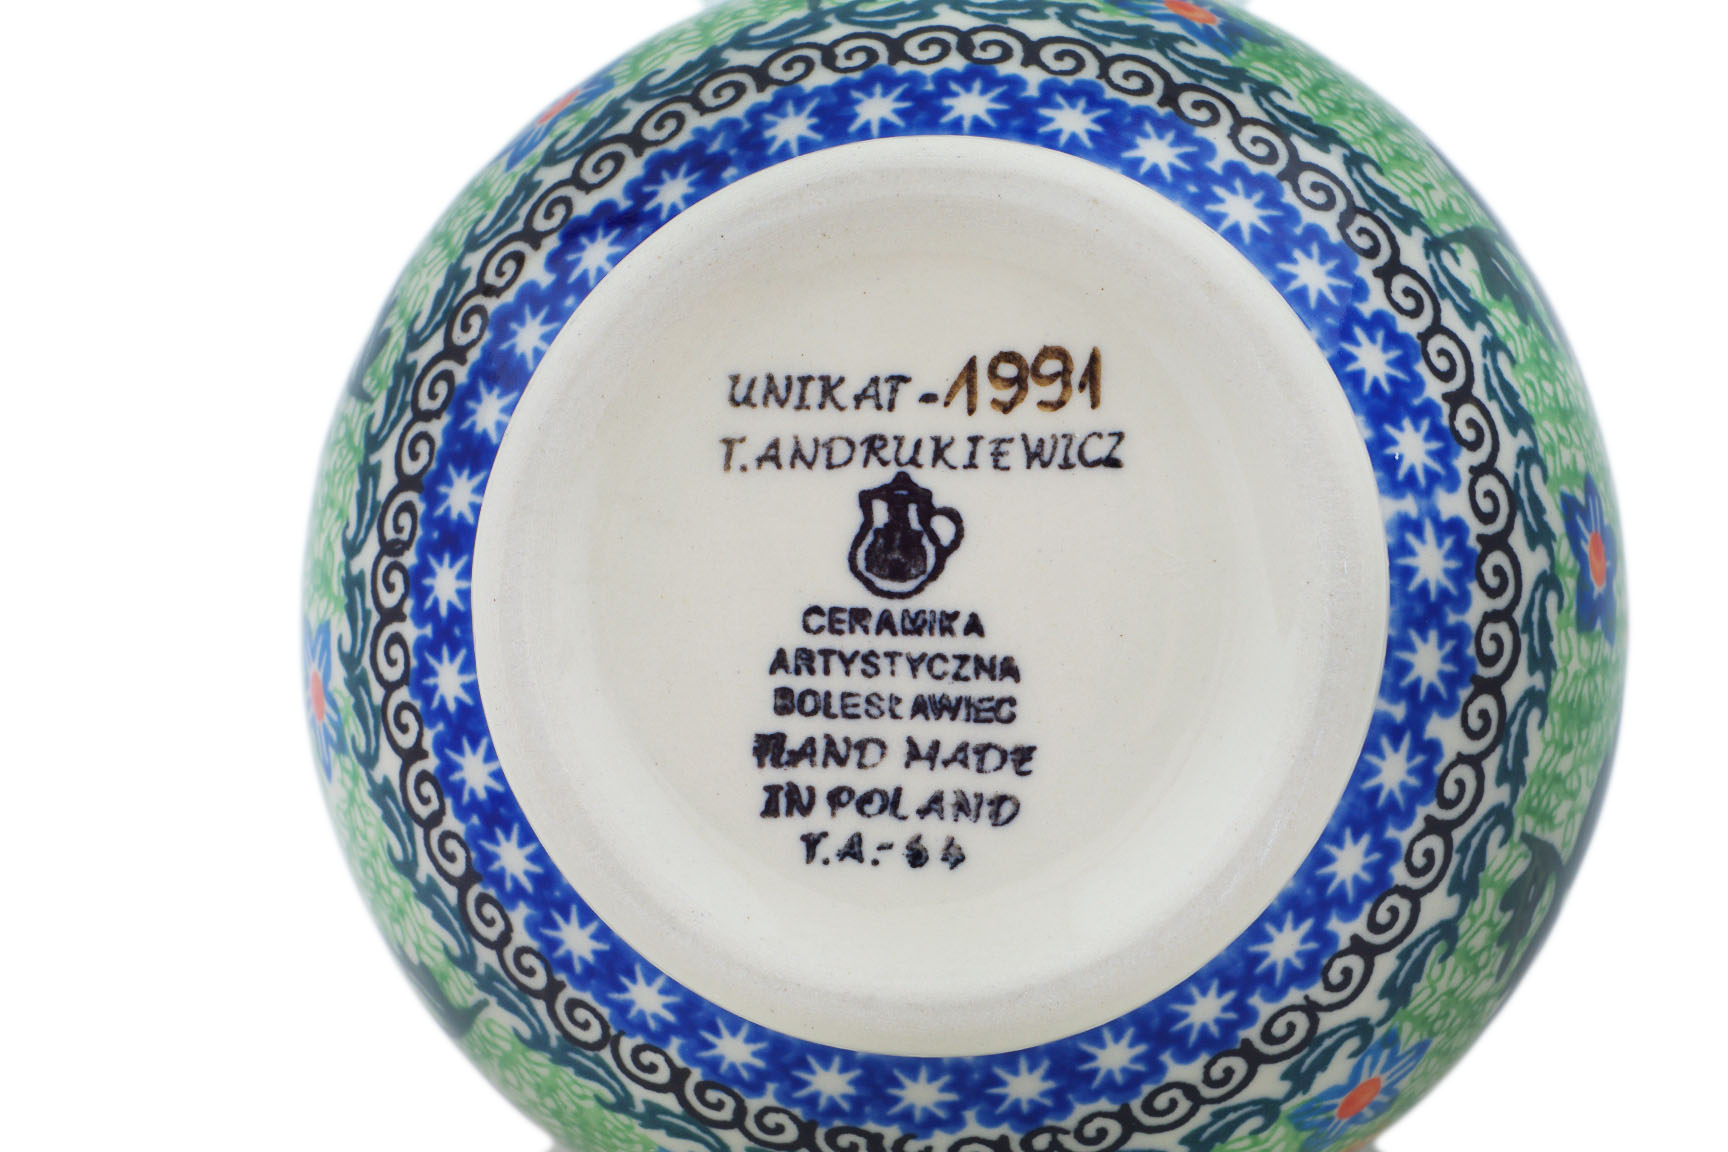 UNIKAT - 1991
T. ANDRUKIEWICZ
CERAMIKA
ARTYSTYCZNA
BOLESŁAWIEC
HAND MADE
IN POLAND
T.A.-64